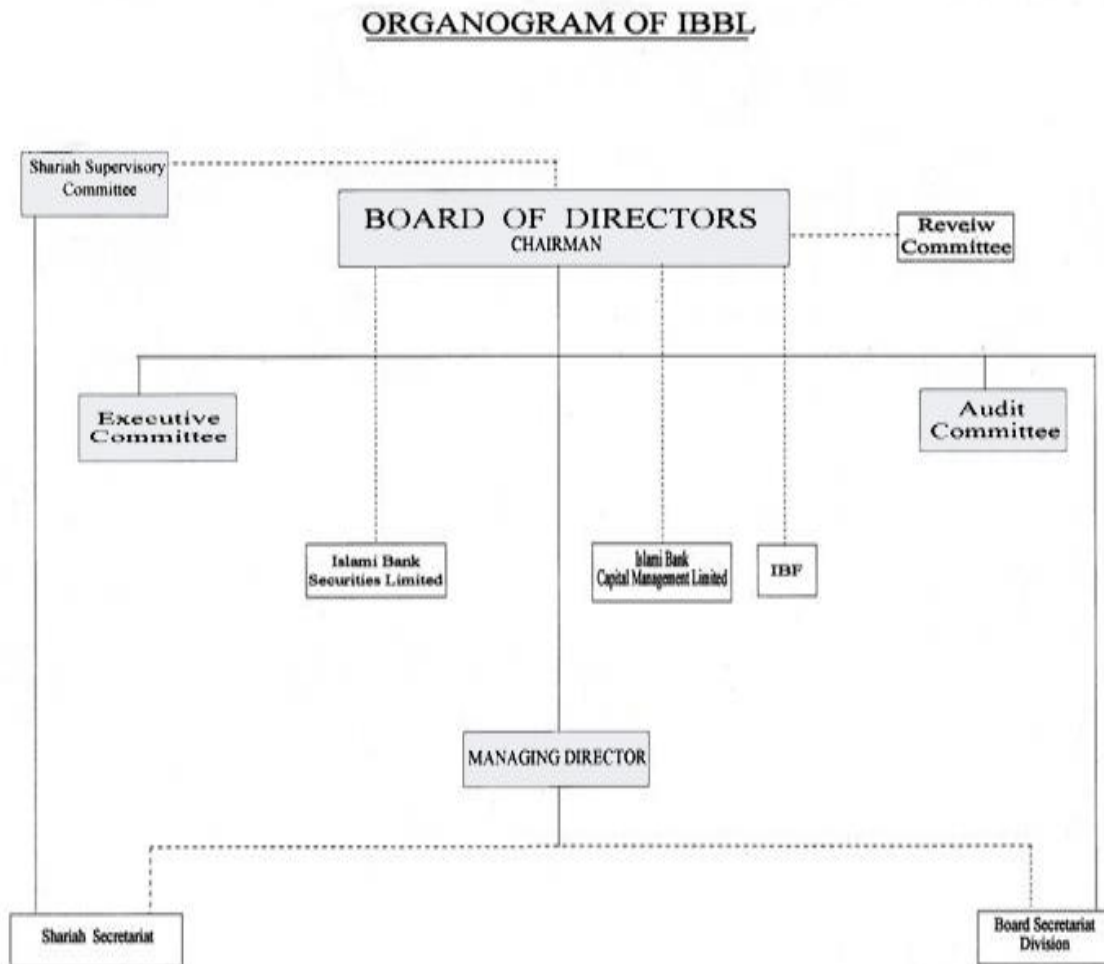 ORGANOGRAM OF IBBL
Shariah Supervisory
Committee
BOARD OF DIRECTORS
CHAIRMAN
Reveiw
Committee
Executive
Committee
Audit
Committee
Islami Bank
Securities Limited
Islami Bank
Capital Management Limited
IBF
MANAGING DIRECTOR
Shariah Secretariat
Board Secretariat
Division